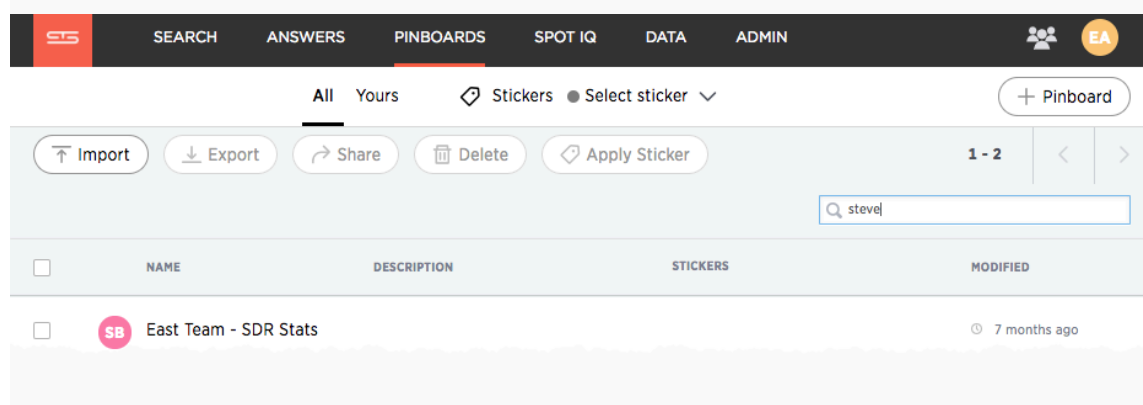 SEARCH ANSWERS PINBOARDS SPOT IQ DATA ADMIN EA
All Yours Stickers Select sticker + Pinboard
Import Export Share Delete Apply Sticker 1 - 2
steve
NAME DESCRIPTION STICKERS MODIFIED
SB East Team - SDR Stats 7 months ago